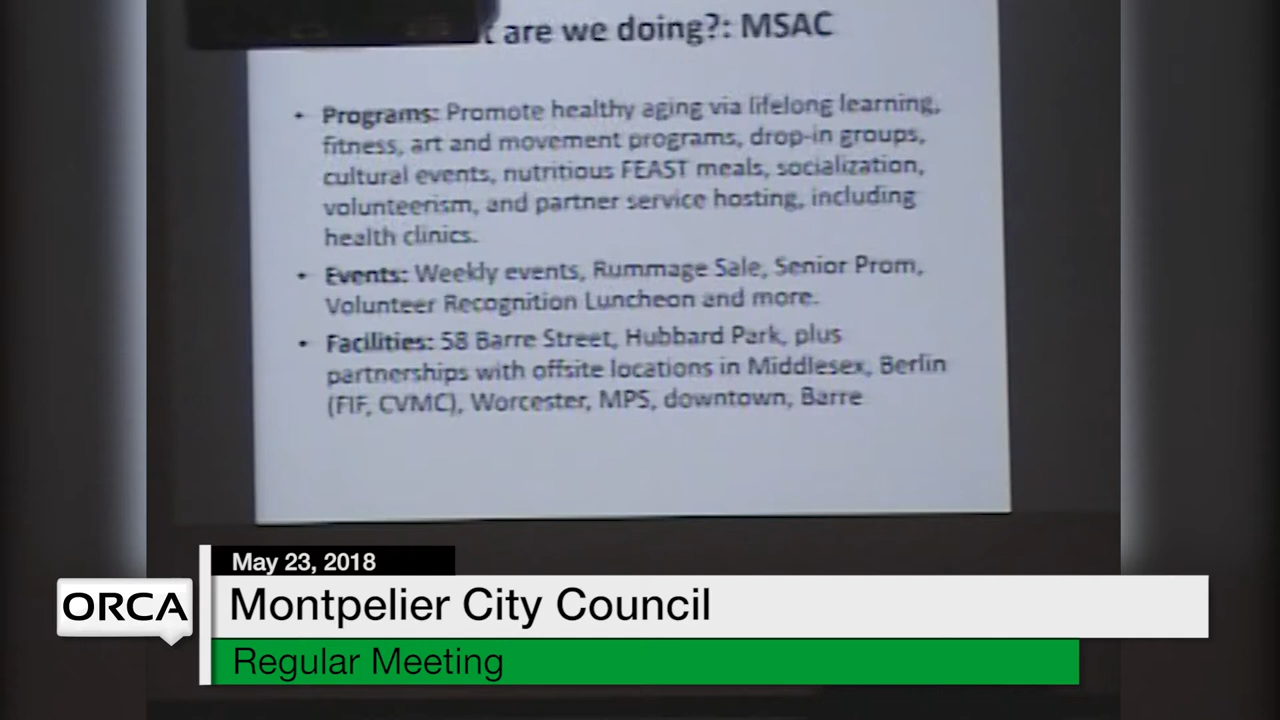 are we doing?: MSAC
• Programs: Promote healthy aging via lifelong learning,
fitness, art and movement programs, drop-in groups,
cultural events, nutritious FEAST meals, socialization,
volunteerism, and partner service hosting, including
health clinics.
• Events: Weekly events, Rummage Sale, Senior Prom,
Volunteer Recognition Luncheon and more.
• Facilities: 58 Barre Street, Hubbard Park, plus
partnerships with offsite locations in Middlesex, Berlin
(FIF, CVMC), Worcester, MPS, downtown, Barre
May 23, 2018
ORCA
Montpelier City Council
Regular Meeting